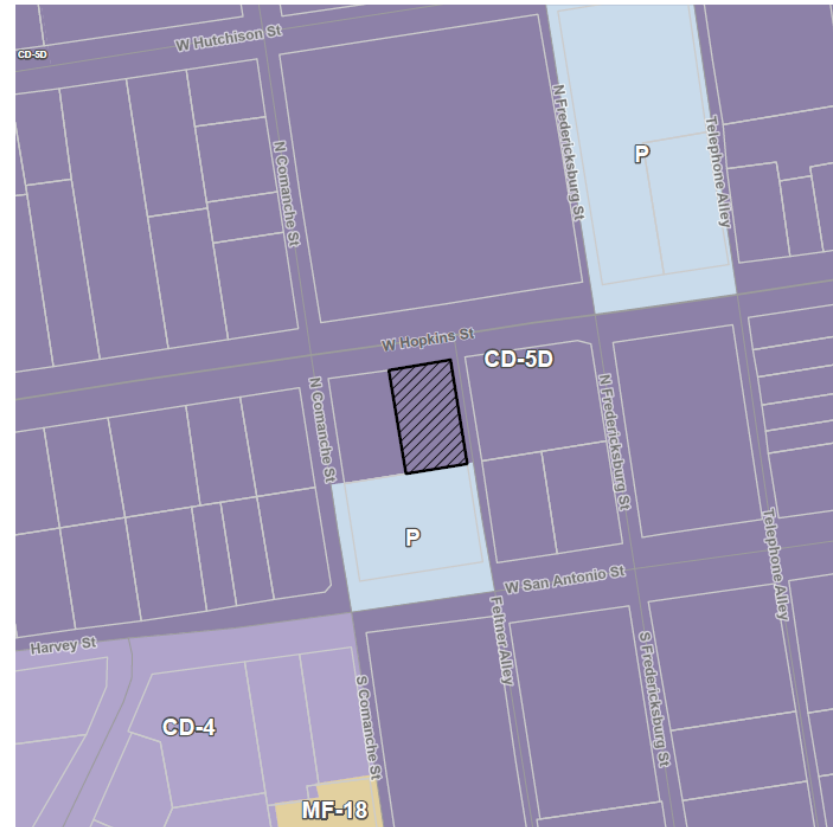 W Hutchison St
CD-5D
N Comanche St
N Fredericksburg St
P
Telephone Alley
W Hopkins St
CD-5D
N Comanche St
N Fredericksburg St
P
W San Antonio St
Telephone Alley
Feltner Alley
Harvey St
S Fredericksburg St
S Comanche St
CD-4
MF-18